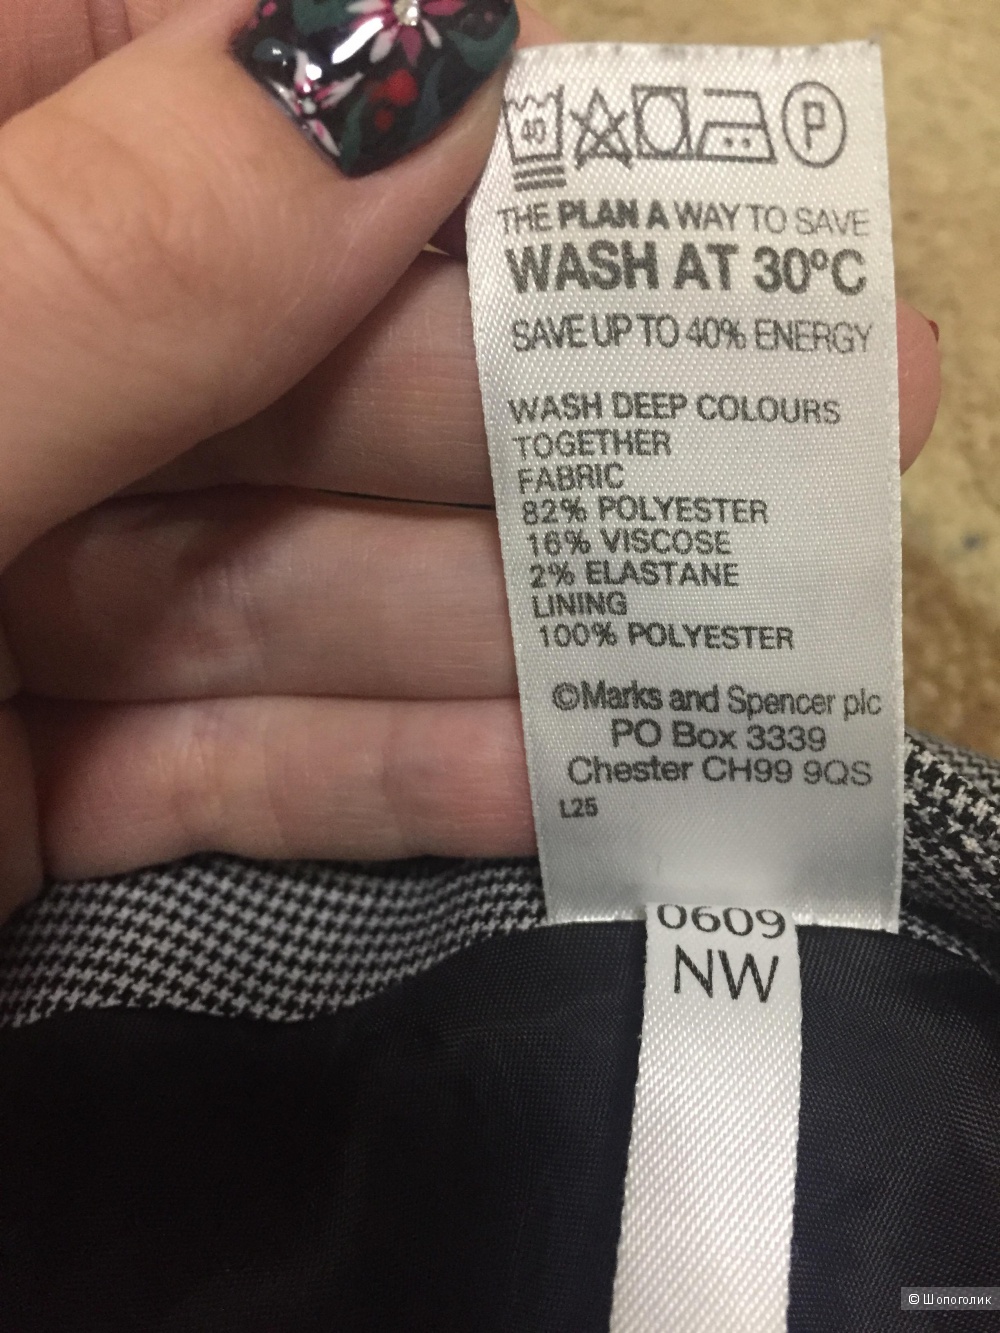 40
P
THE PLAN A WAY TO SAVE
WASH AT 30°C
SAVE UP TO 40% ENERGY
WASH DEEP COLOURS
TOGETHER
FABRIC
82% POLYESTER
16% VISCOSE
2% ELASTANE
LINING
100% POLYESTER
©Marks and Spencer plc
PO Box 3339
Chester CH99 9QS
L25
0609
NW
© Шопоголик